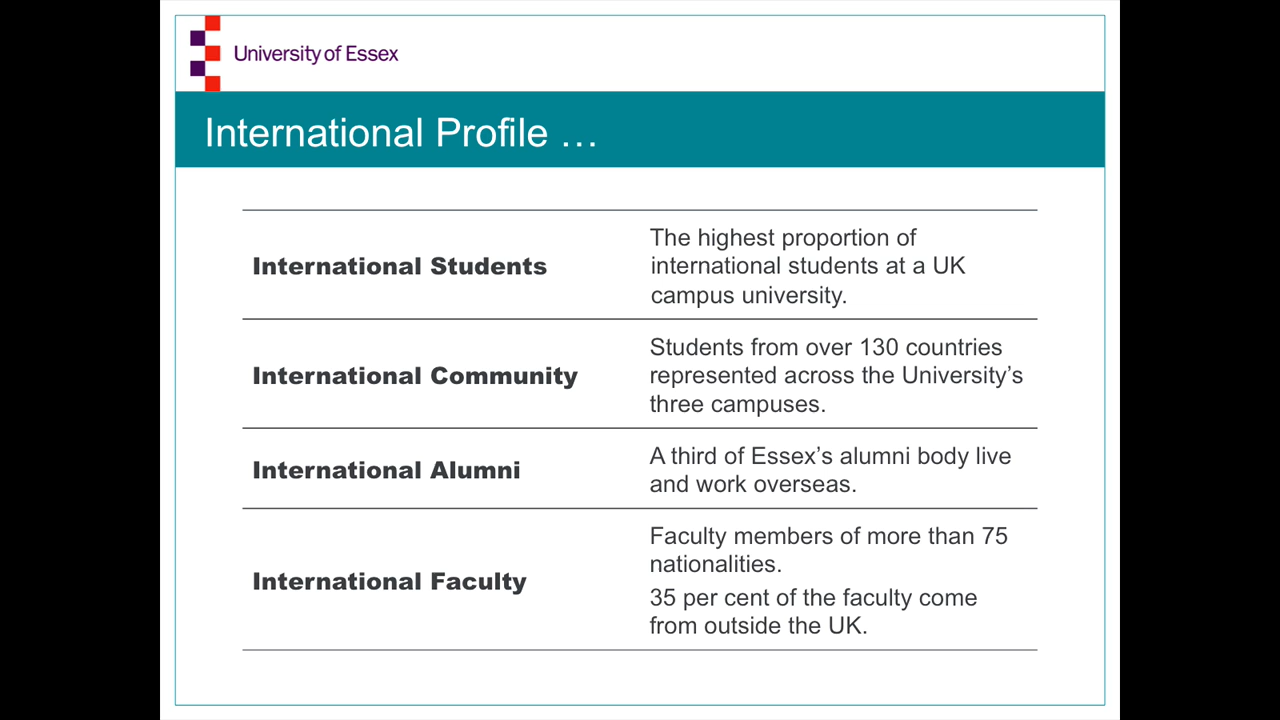 University of Essex
International Profile …
International Students
The highest proportion of
international students at a UK
campus university.
International Community
Students from over 130 countries
represented across the University’s
three campuses.
International Alumni
A third of Essex’s alumni body live
and work overseas.
International Faculty
Faculty members of more than 75
nationalities.
35 per cent of the faculty come
from outside the UK.